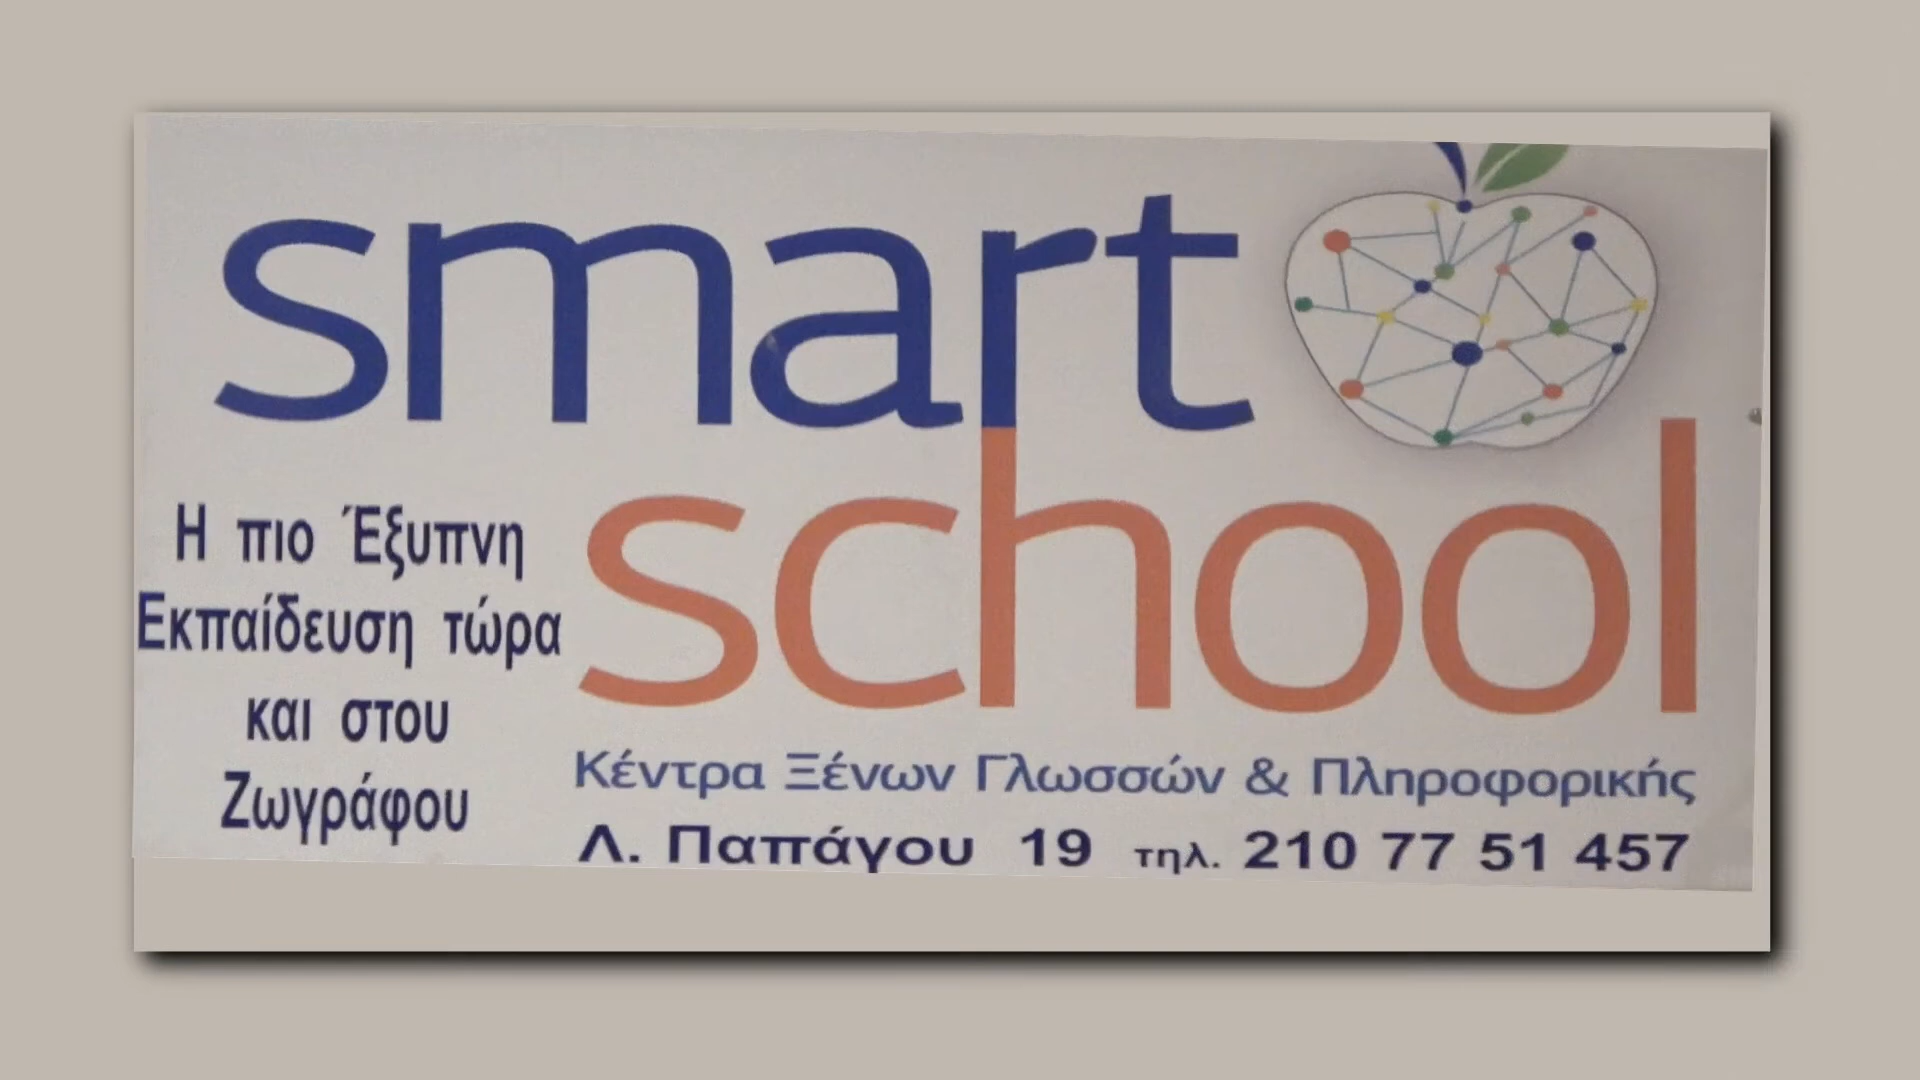 smart
school
Η πιο Έξυπνη
Εκπαίδευση τώρα
και στου
Ζωγράφου
Κέντρα Ξένων Γλωσσών & Πληροφορικής
Λ. Παπάγου 19 τηλ. 210 77 51 457